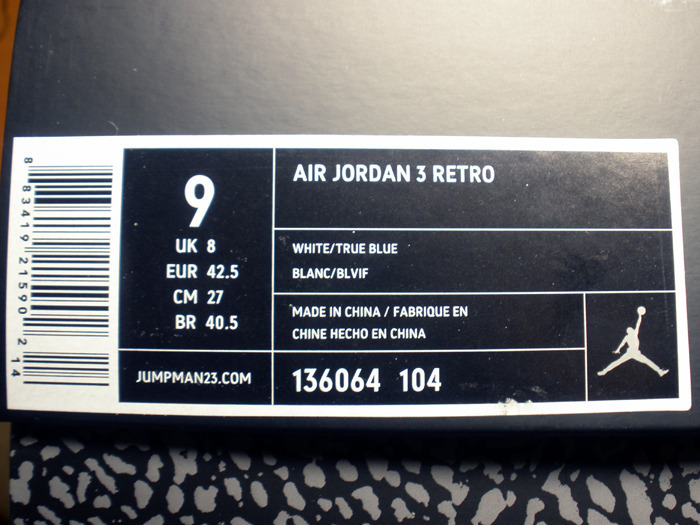 8 83419 21590 2 14
9
UK 8
EUR 42.5
CM 27
BR 40.5
JUMPMAN23.COM
AIR JORDAN 3 RETRO
WHITE/TRUE BLUE
BLANC/BLVIF
MADE IN CHINA / FABRIQUE EN
CHINE HECHO EN CHINA
136064 104